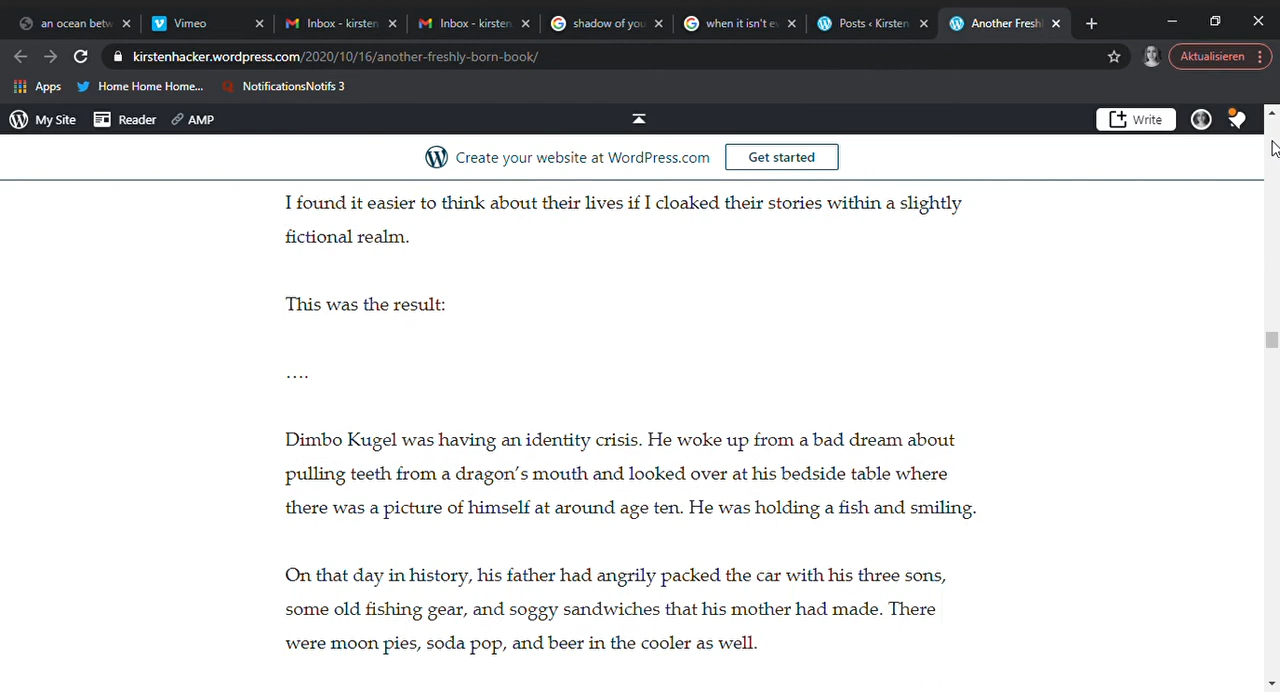 an ocean betw
Vimeo
Inbox - kirsten
Inbox - kirsten.
shadow of you
when it isn't ev
Posts ‹ Kirsten
Another Freshl
kirstenhacker.wordpress.com/2020/10/16/another-freshly-born-book/
Aktualisieren
Apps
Home Home Home...
NotificationsNotifs 3
My Site
Reader
AMP
Write
Create your website at WordPress.com
Get started
I found it easier to think about their lives if I cloaked their stories within a slightly
fictional realm.
This was the result:
….
Dimbo Kugel was having an identity crisis. He woke up from a bad dream about
pulling teeth from a dragon’s mouth and looked over at his bedside table where
there was a picture of himself at around age ten. He was holding a fish and smiling.
On that day in history, his father had angrily packed the car with his three sons,
some old fishing gear, and soggy sandwiches that his mother had made. There
were moon pies, soda pop, and beer in the cooler as well.